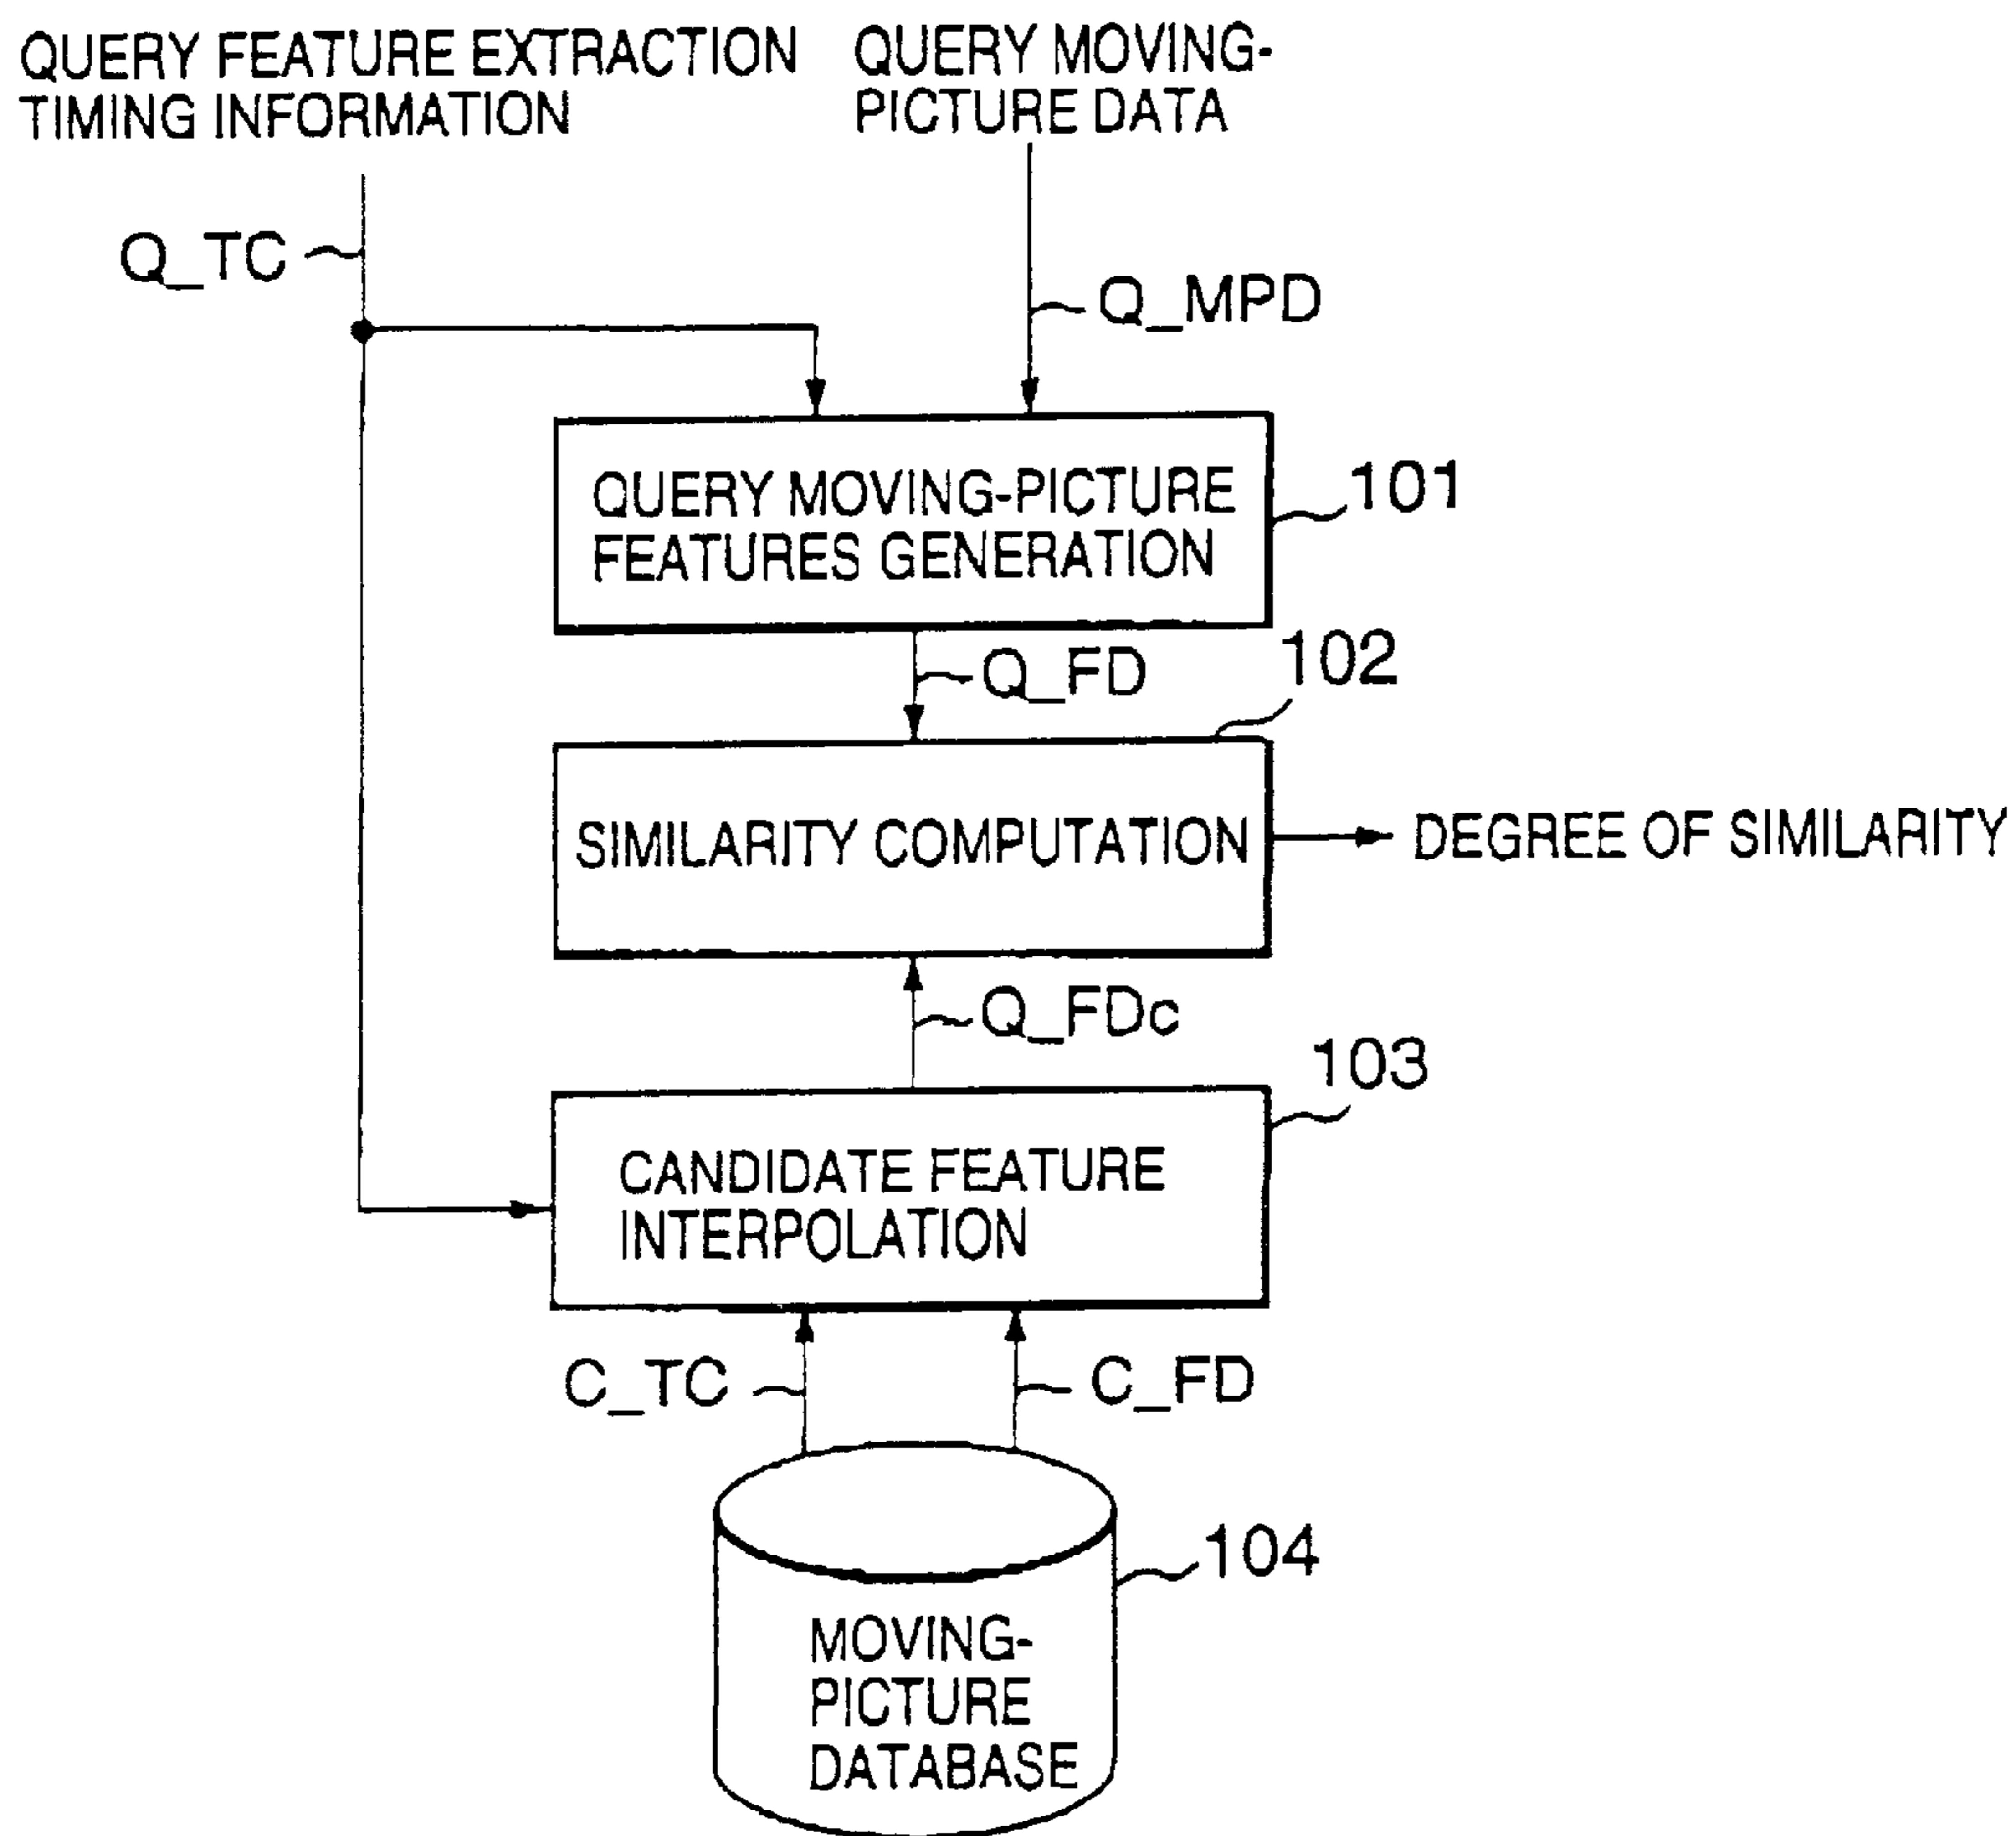 QUERY FEATURE EXTRACTION
TIMING INFORMATION
QUERY MOVING-
PICTURE DATA
Q_TC
Q_MPD
QUERY MOVING-PICTURE
FEATURES GENERATION
101
Q_FD
102
SIMILARITY COMPUTATION
DEGREE OF SIMILARITY
Q_FDc
103
CANDIDATE FEATURE
INTERPOLATION
C_TC
C_FD
104
MOVING-
PICTURE
DATABASE